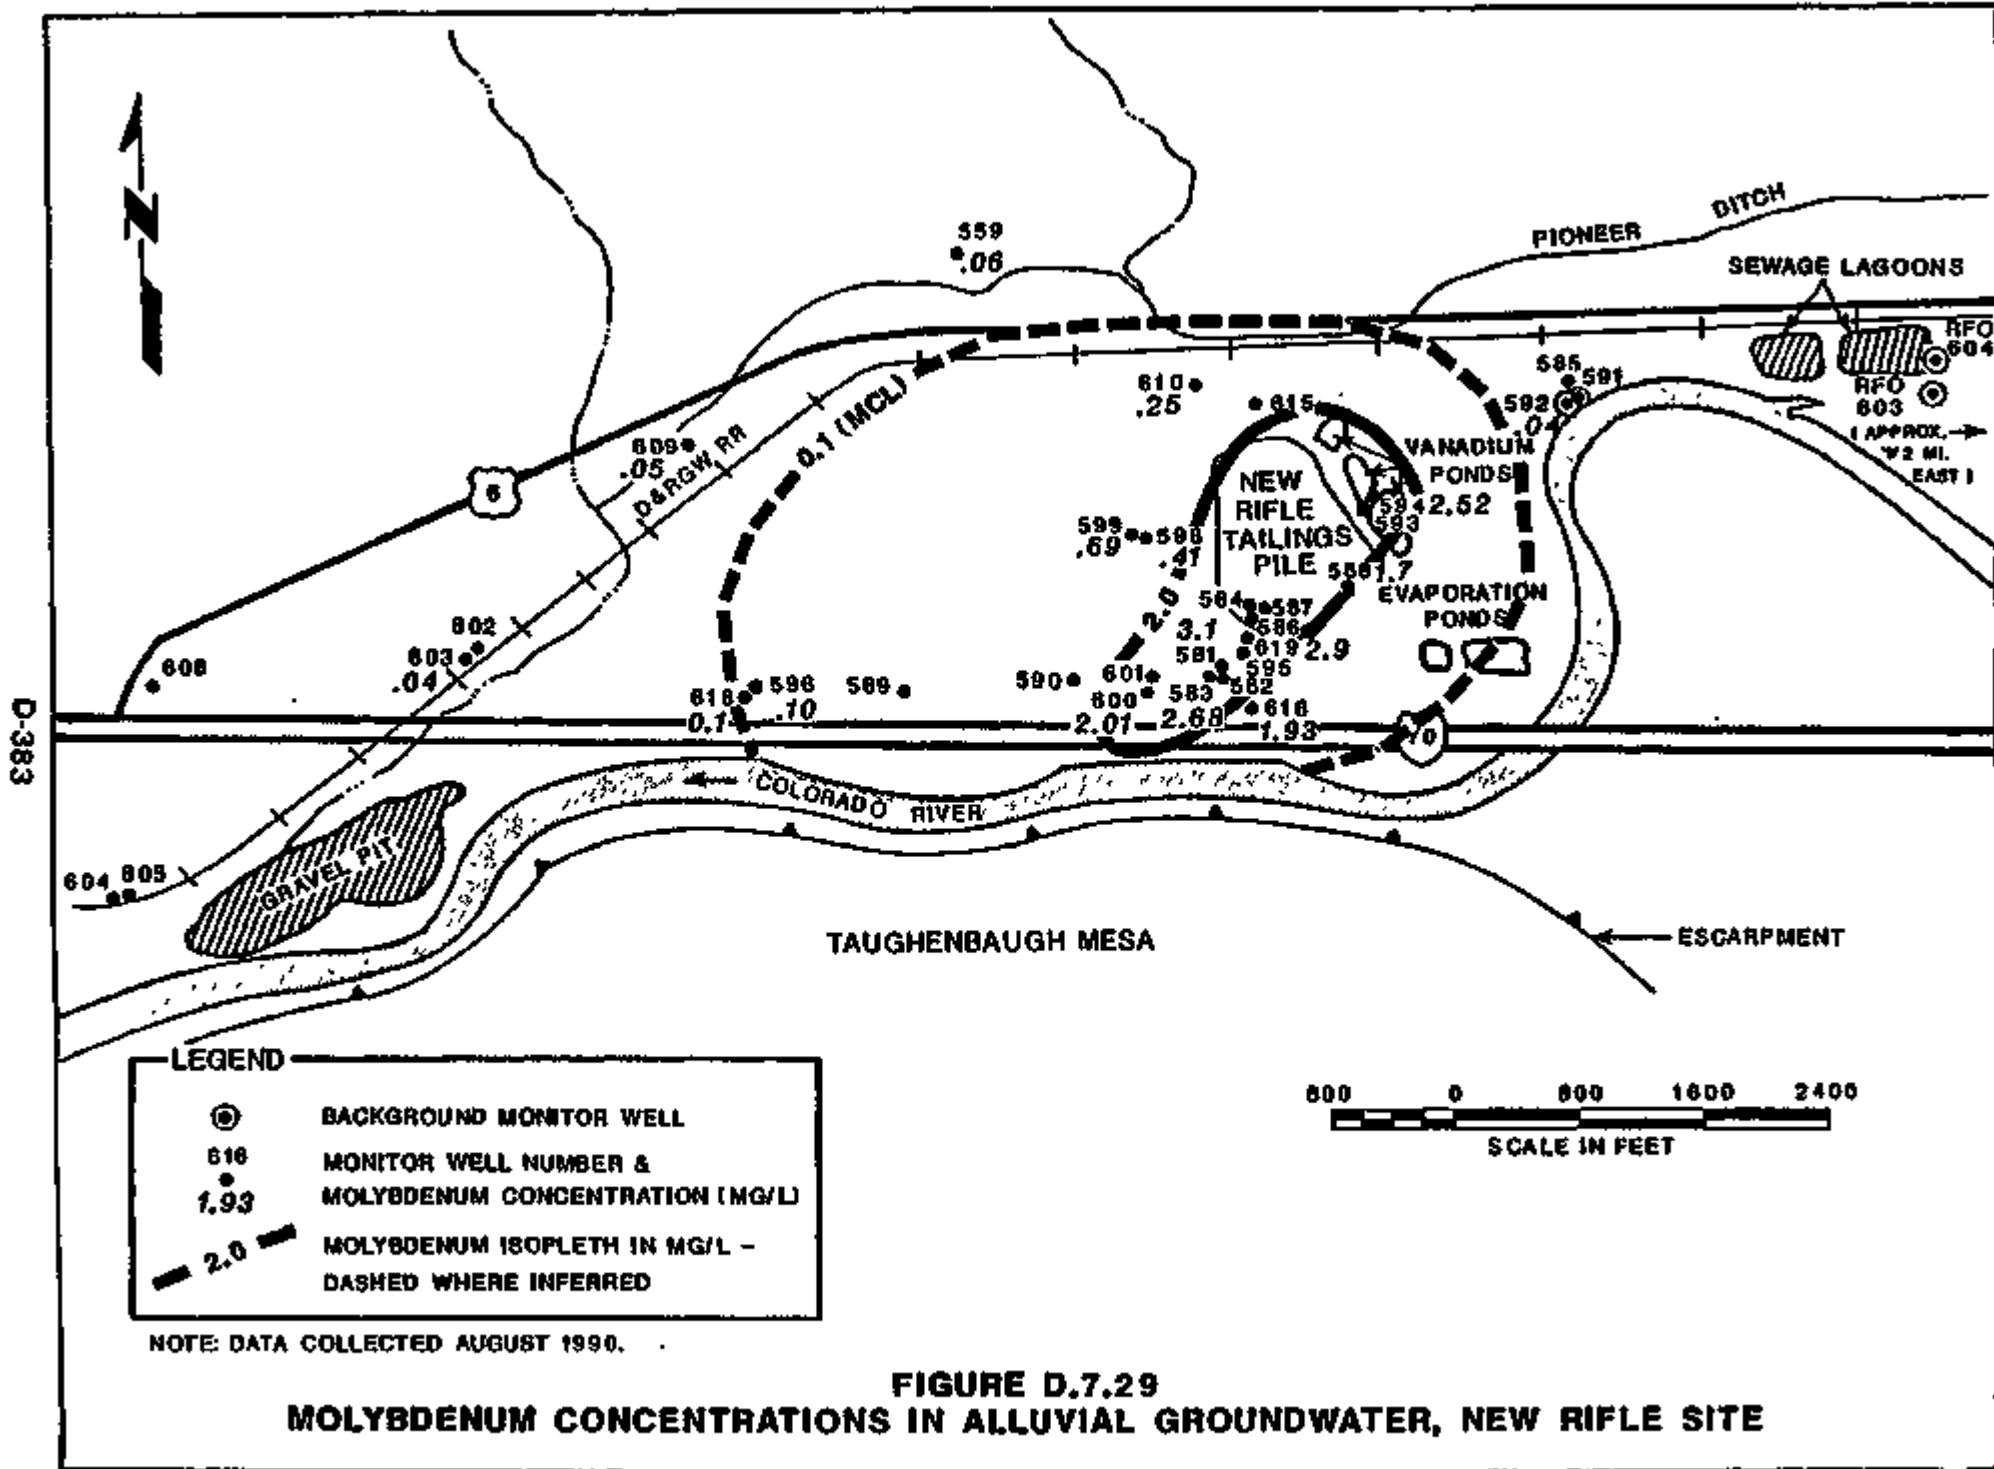 559
.06
PIONEER DITCH
SEWAGE LAGOONS
RFO
604
RFO
603
( APPROX.
1/2 MI.
EAST )
585
591
592
.04
610
.25
615
0.1 (MCL)
609
.05
D & RGW RR
6
VANADIUM
PONDS
NEW
RIFLE
TAILINGS
PILE
594 2.52
593
599
.69
598
.41
588 1.7
EVAPORATION
PONDS
2.0
584
587
3.1
586
619 2.9
581
595
602
603
.04
608
618
0.1
596
.10
589
590
601
600
2.01
583
582
2.68
616
1.93
70
COLORADO RIVER
D-383
GRAVEL PIT
604 605
TAUGHENBAUGH MESA
ESCARPMENT
LEGEND
BACKGROUND MONITOR WELL
616
1.93
MONITOR WELL NUMBER &
MOLYBDENUM CONCENTRATION (MG/L)
2.0
MOLYBDENUM ISOPLETH IN MG/L -
DASHED WHERE INFERRED
800 0 800 1600 2400
SCALE IN FEET
NOTE: DATA COLLECTED AUGUST 1990.
FIGURE D.7.29
MOLYBDENUM CONCENTRATIONS IN ALLUVIAL GROUNDWATER, NEW RIFLE SITE